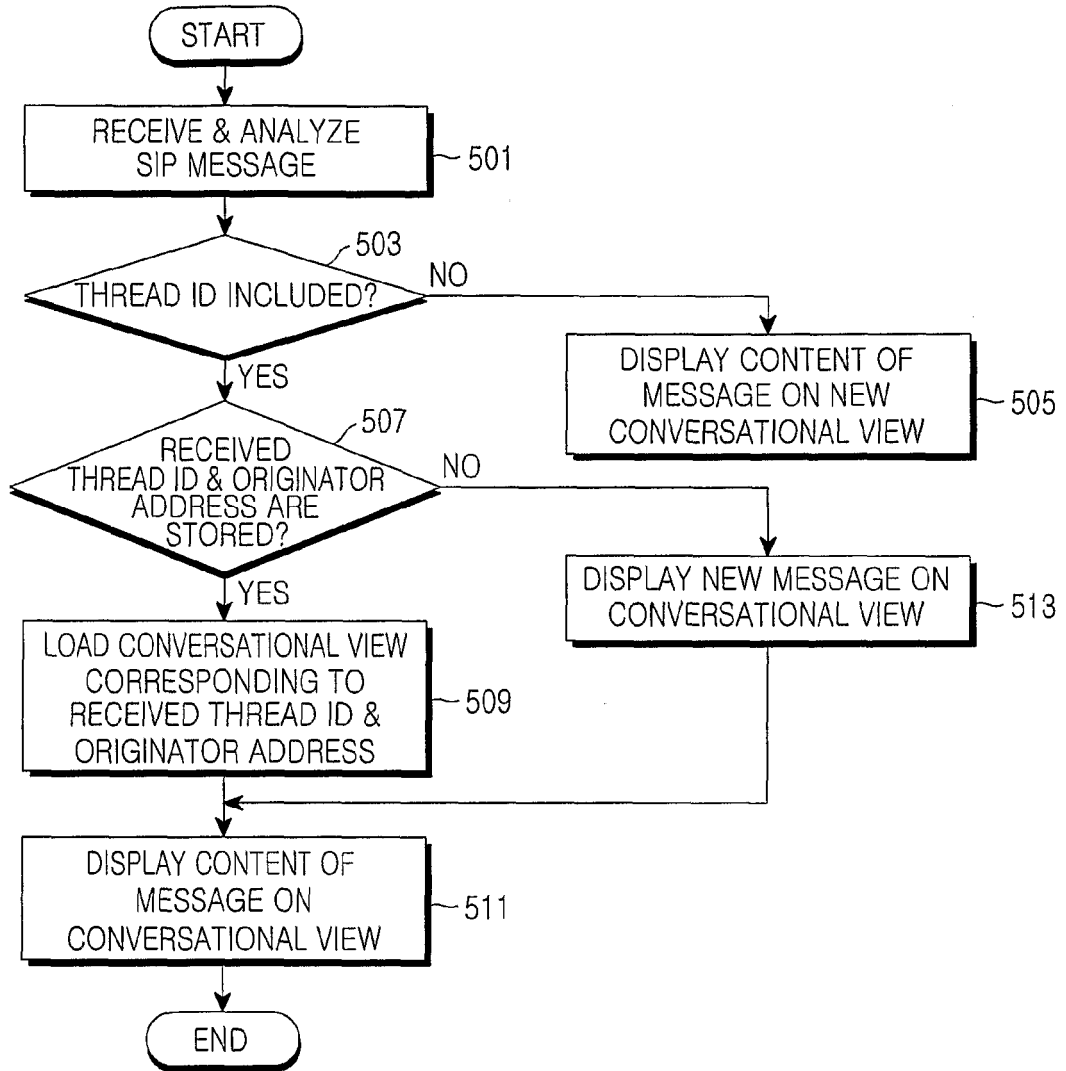 START
RECEIVE & ANALYZE
SIP MESSAGE
501
503
THREAD ID INCLUDED?
NO
YES
DISPLAY CONTENT OF
MESSAGE ON NEW
CONVERSATIONAL VIEW
505
507
RECEIVED
THREAD ID & ORIGINATOR
ADDRESS ARE
STORED?
NO
YES
DISPLAY NEW MESSAGE ON
CONVERSATIONAL VIEW
513
LOAD CONVERSATIONAL VIEW
CORRESPONDING TO
RECEIVED THREAD ID &
ORIGINATOR ADDRESS
509
DISPLAY CONTENT OF
MESSAGE ON
CONVERSATIONAL VIEW
511
END